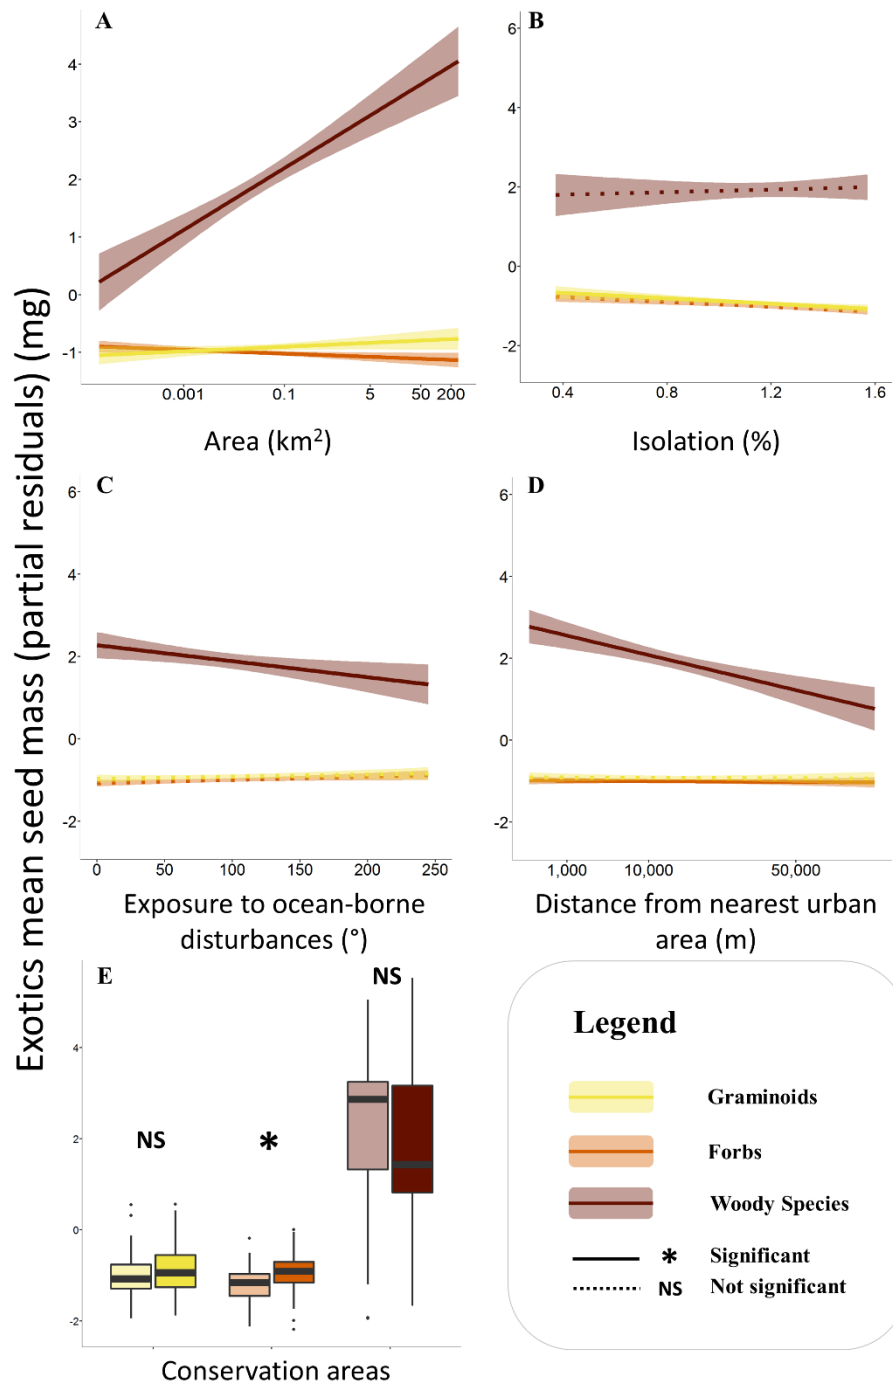 Exotics mean seed mass (partial residuals) (mg)
A
4
3
2
1
0
-1
0.001 0.1 5 50 200
Area (km²)
B
6
4
2
0
-2
0.4 0.8 1.2 1.6
Isolation (%)
C
6
4
2
0
-2
0 50 100 150 200 250
Exposure to ocean-borne
disturbances (°)
D
6
4
2
0
-2
1,000 10,000 50,000
Distance from nearest urban
area (m)
E
NS
4
NS
*
2
0
-2
Conservation areas
Legend
Graminoids
Forbs
Woody Species
* Significant
NS Not significant